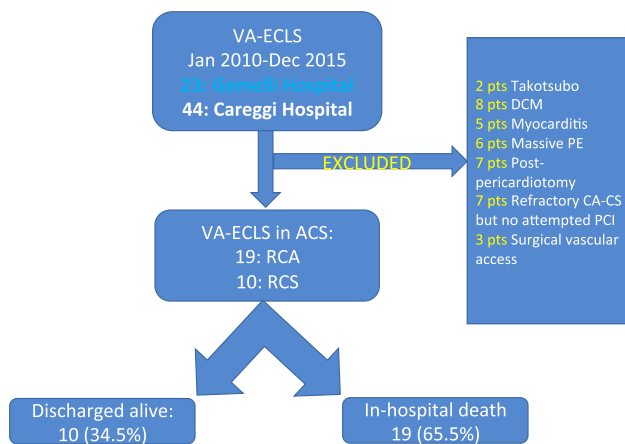 VA-ECLS
Jan 2010-Dec 2015
23: Gemelli Hospital
44: Careggi Hospital
EXCLUDED
2 pts Takotsubo
8 pts DCM
5 pts Myocarditis
6 pts Massive PE
7 pts Post-
pericardiotomy
7 pts Refractory CA-CS
but no attempted PCI
3 pts Surgical vascular
access
VA-ECLS in ACS:
19: RCA
10: RCS
Discharged alive:
10 (34.5%)
In-hospital death
19 (65.5%)